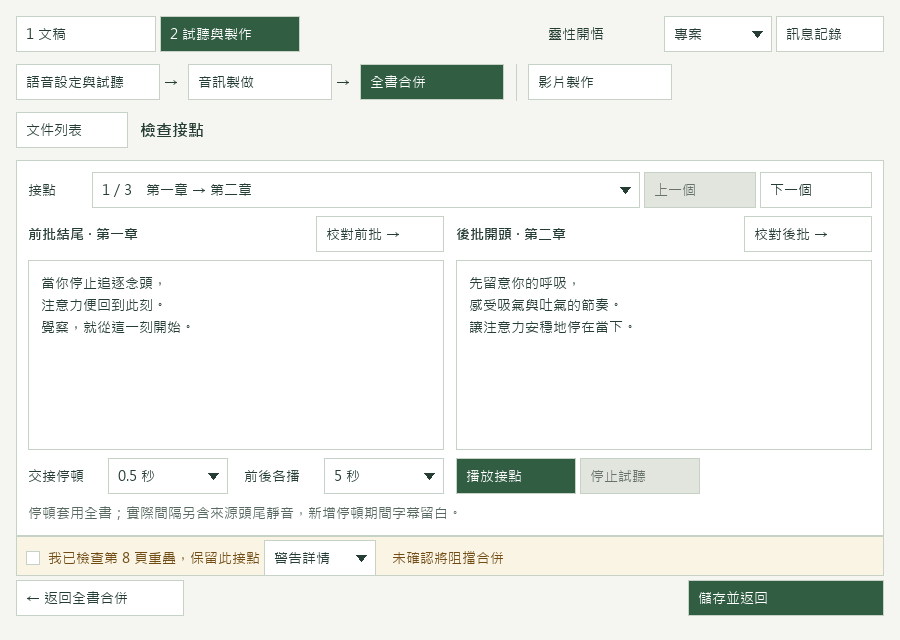 1 文稿
2 試聽與製作
靈性開悟
專案
訊息記錄
語音設定與試聽
→
音訊製做
→
全書合併
影片製作
文件列表
檢查接點
接點
1 / 3 第一章 → 第二章
上一個
下一個
前批結尾 · 第一章
校對前批 →
後批開頭 · 第二章
校對後批 →
當你停止追逐念頭，
注意力便回到此刻。
覺察，就從這一刻開始。
先留意你的呼吸，
感受吸氣與吐氣的節奏。
讓注意力安穩地停在當下。
交接停頓
0.5 秒
前後各播
5 秒
播放接點
停止試聽
停頓套用全書；實際間隔另含來源頭尾靜音，新增停頓期間字幕留白。
我已檢查第 8 頁重疊，保留此接點
警告詳情
未確認將阻擋合併
← 返回全書合併
儲存並返回